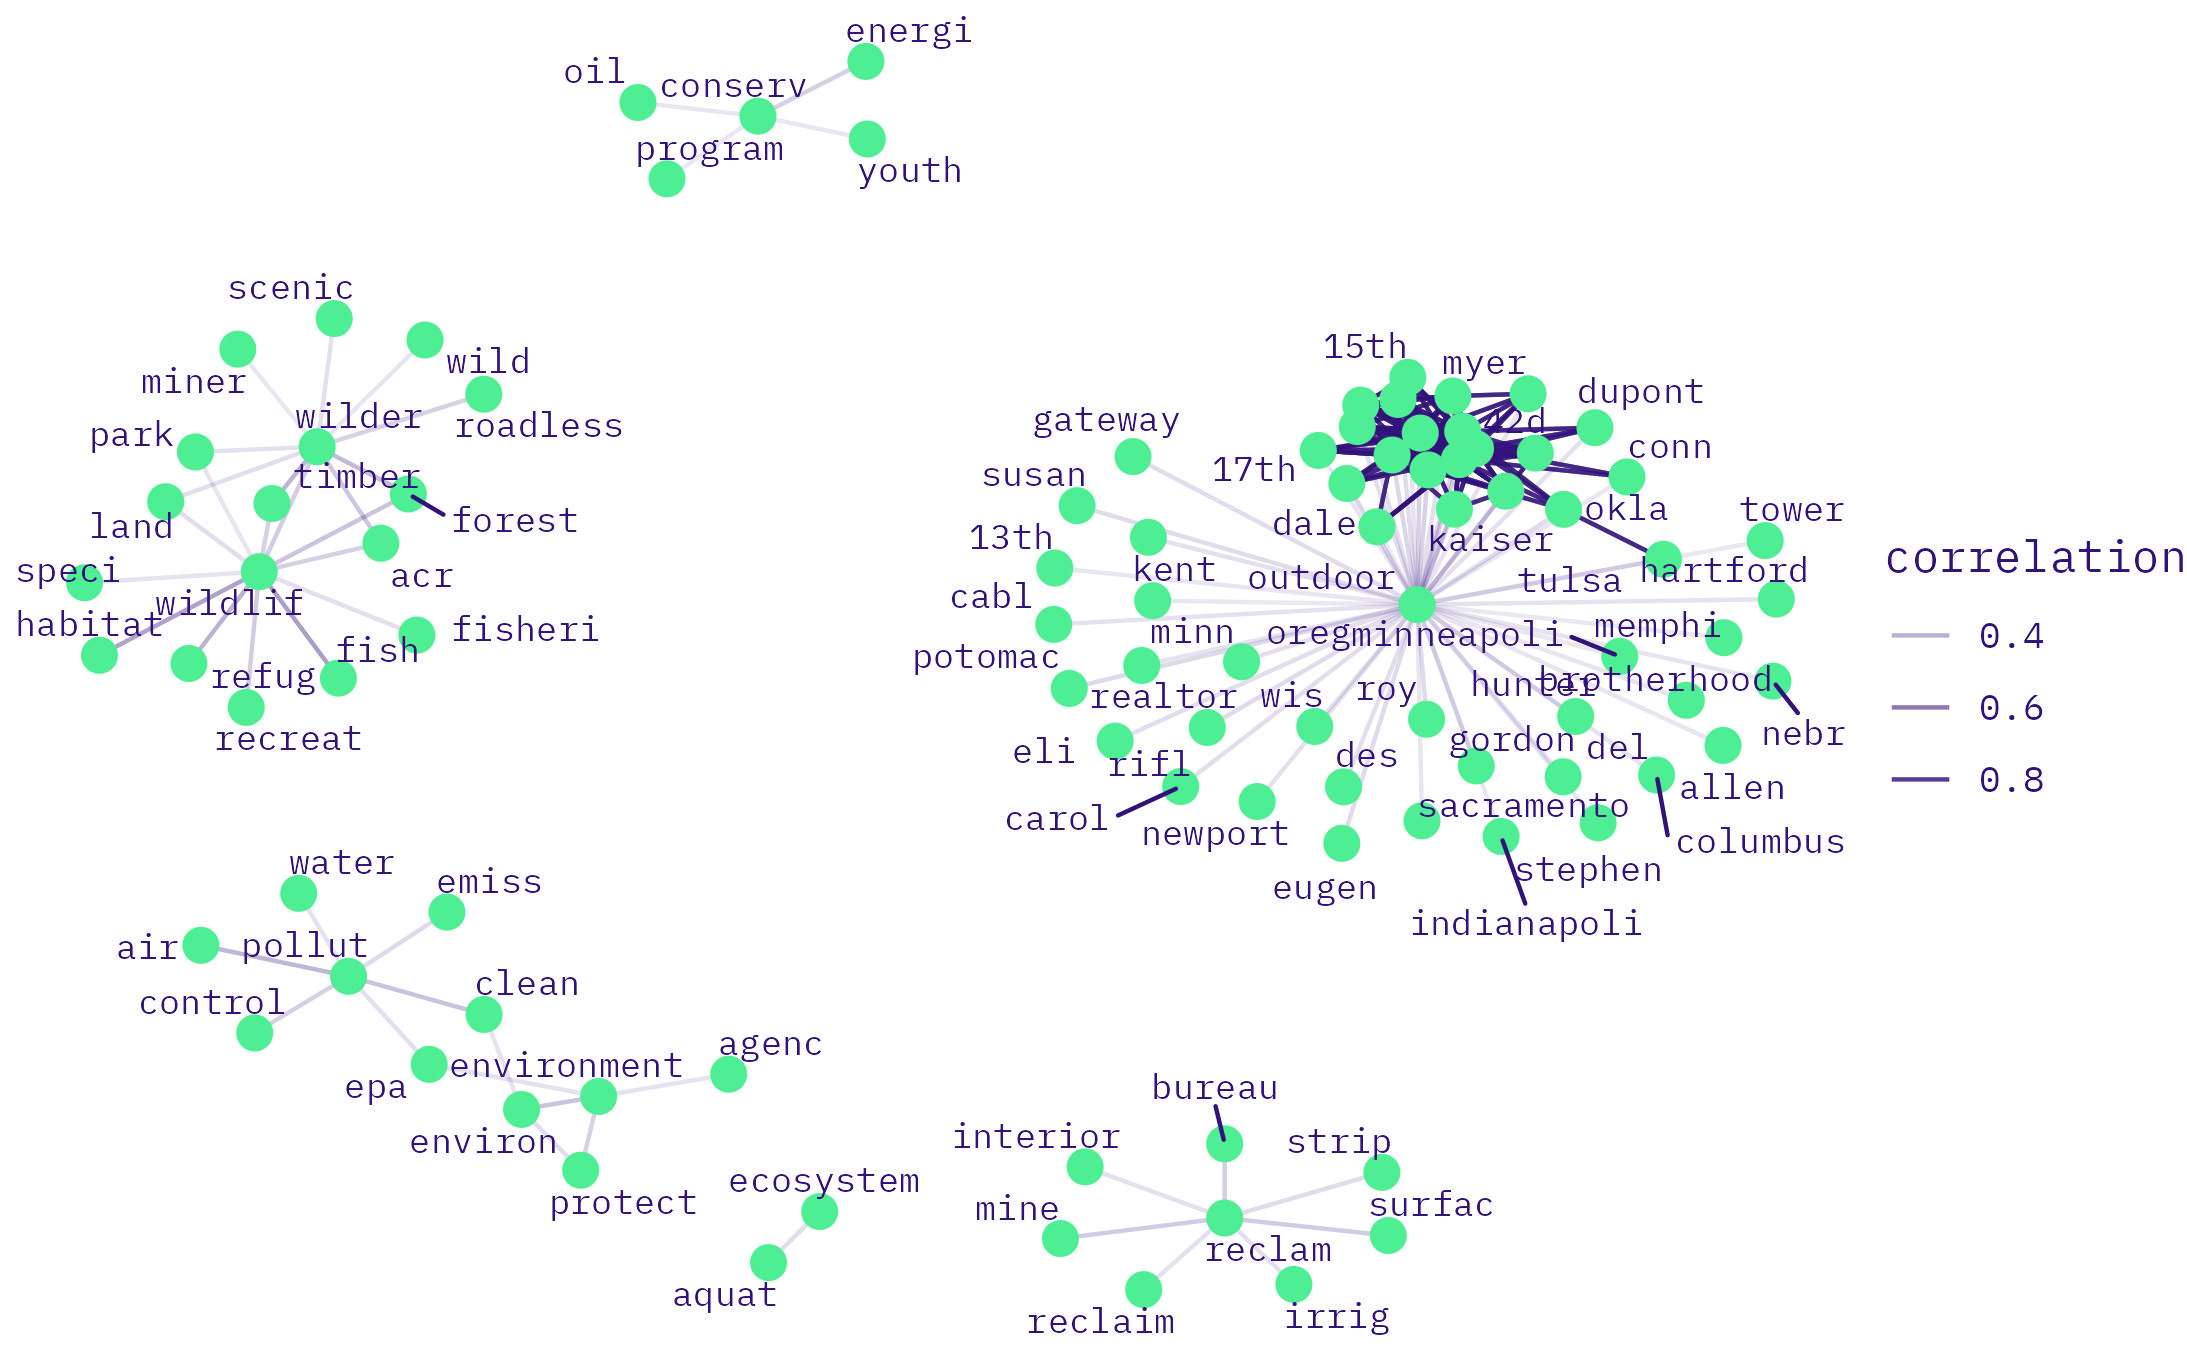 energi
oil
conserv
program
youth
scenic
wild
miner
wilder
roadless
park
timber
forest
land
acr
speci
wildlif
habitat
fisheri
fish
refug
recreat
15th
myer
dupont
42d
gateway
conn
17th
susan
okla
tower
dale
13th
kaiser
kent
outdoor
tulsa
hartford
cabl
minn
oreg
minneapoli
memphi
potomac
realtor
wis
roy
hunter
brotherhood
nebr
eli
rifl
des
gordon
del
allen
carol
newport
sacramento
columbus
stephen
eugen
indianapoli
correlation
0.4
0.6
0.8
water
emiss
air
pollut
clean
control
agenc
environment
epa
environ
protect
ecosystem
aquat
bureau
interior
strip
mine
surfac
reclam
reclaim
irrig